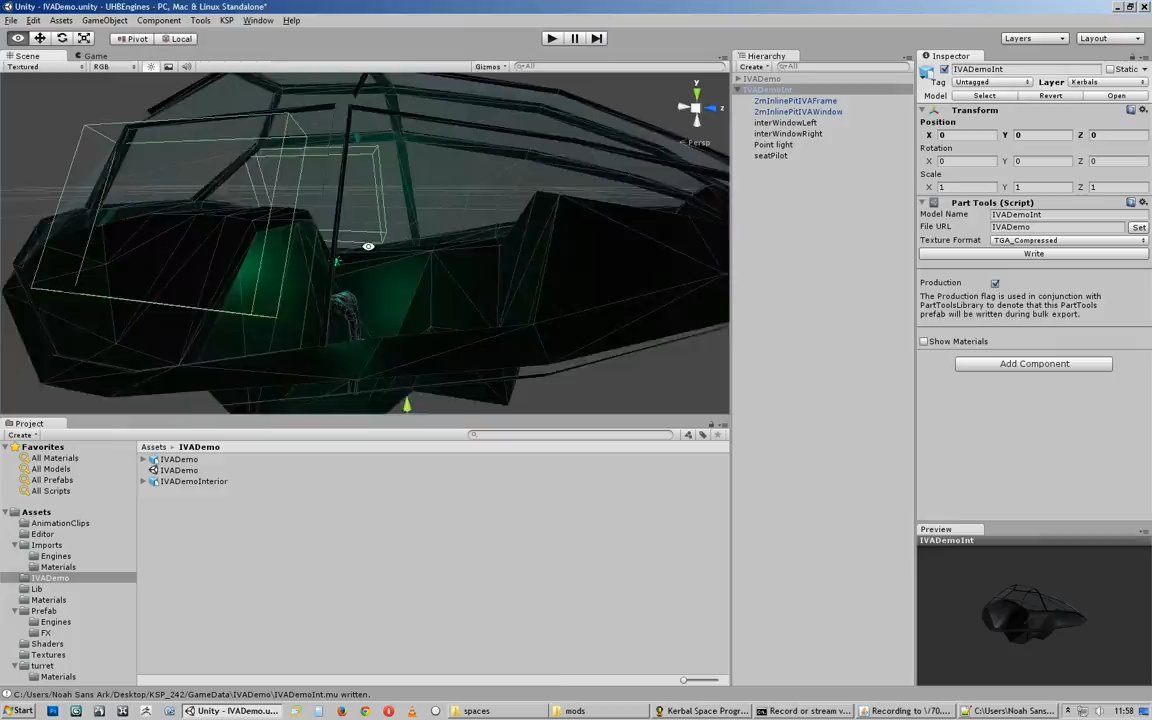 Unity - IVADemo.unity - UHBEngines - PC, Mac & Linux Standalone*
File Edit Assets GameObject Component Tools KSP Window Help
Pivot Local Layers Layout
Scene Game
Textured RGB Gizmos All
y
z
Persp
Hierarchy
Create All
IVADemo
IVADemoInt
2mInlinePitIVAFrame
2mInlinePitIVAWindow
interWindowLeft
interWindowRight
Point light
seatPilot
Inspector
IVADemoInt Static
Tag Untagged Layer Kerbals
Model Select Revert Open
Transform
Position
X 0 Y 0 Z 0
Rotation
X 0 Y 0 Z 0
Scale
X 1 Y 1 Z 1
Part Tools (Script)
Model Name IVADemoInt
File URL IVADemo Set
Texture Format TGA_Compressed
Write
Production
The Production flag is used in conjunction with
PartToolsLibrary to denote that this PartTools
prefab will be written during bulk export.
Show Materials
Add Component
Preview
IVADemoInt
Project
Create
Favorites
All Materials
All Models
All Prefabs
All Scripts
Assets
AnimationClips
Editor
Imports
Engines
Materials
IVADemo
Lib
Materials
Prefab
Engines
FX
Shaders
Textures
turret
Materials
Assets IVADemo
IVADemo
IVADemo
IVADemoInterior
C:/Users/Noah Sans Ark/Desktop/KSP_242/GameData/IVADemo/IVADemoInt.mu written.
Start Unity - IVADemo.u... spaces mods Kerbal Space Progr... Record or stream v... Recording to \/70... C:\Users\Noah Sans... 11:58